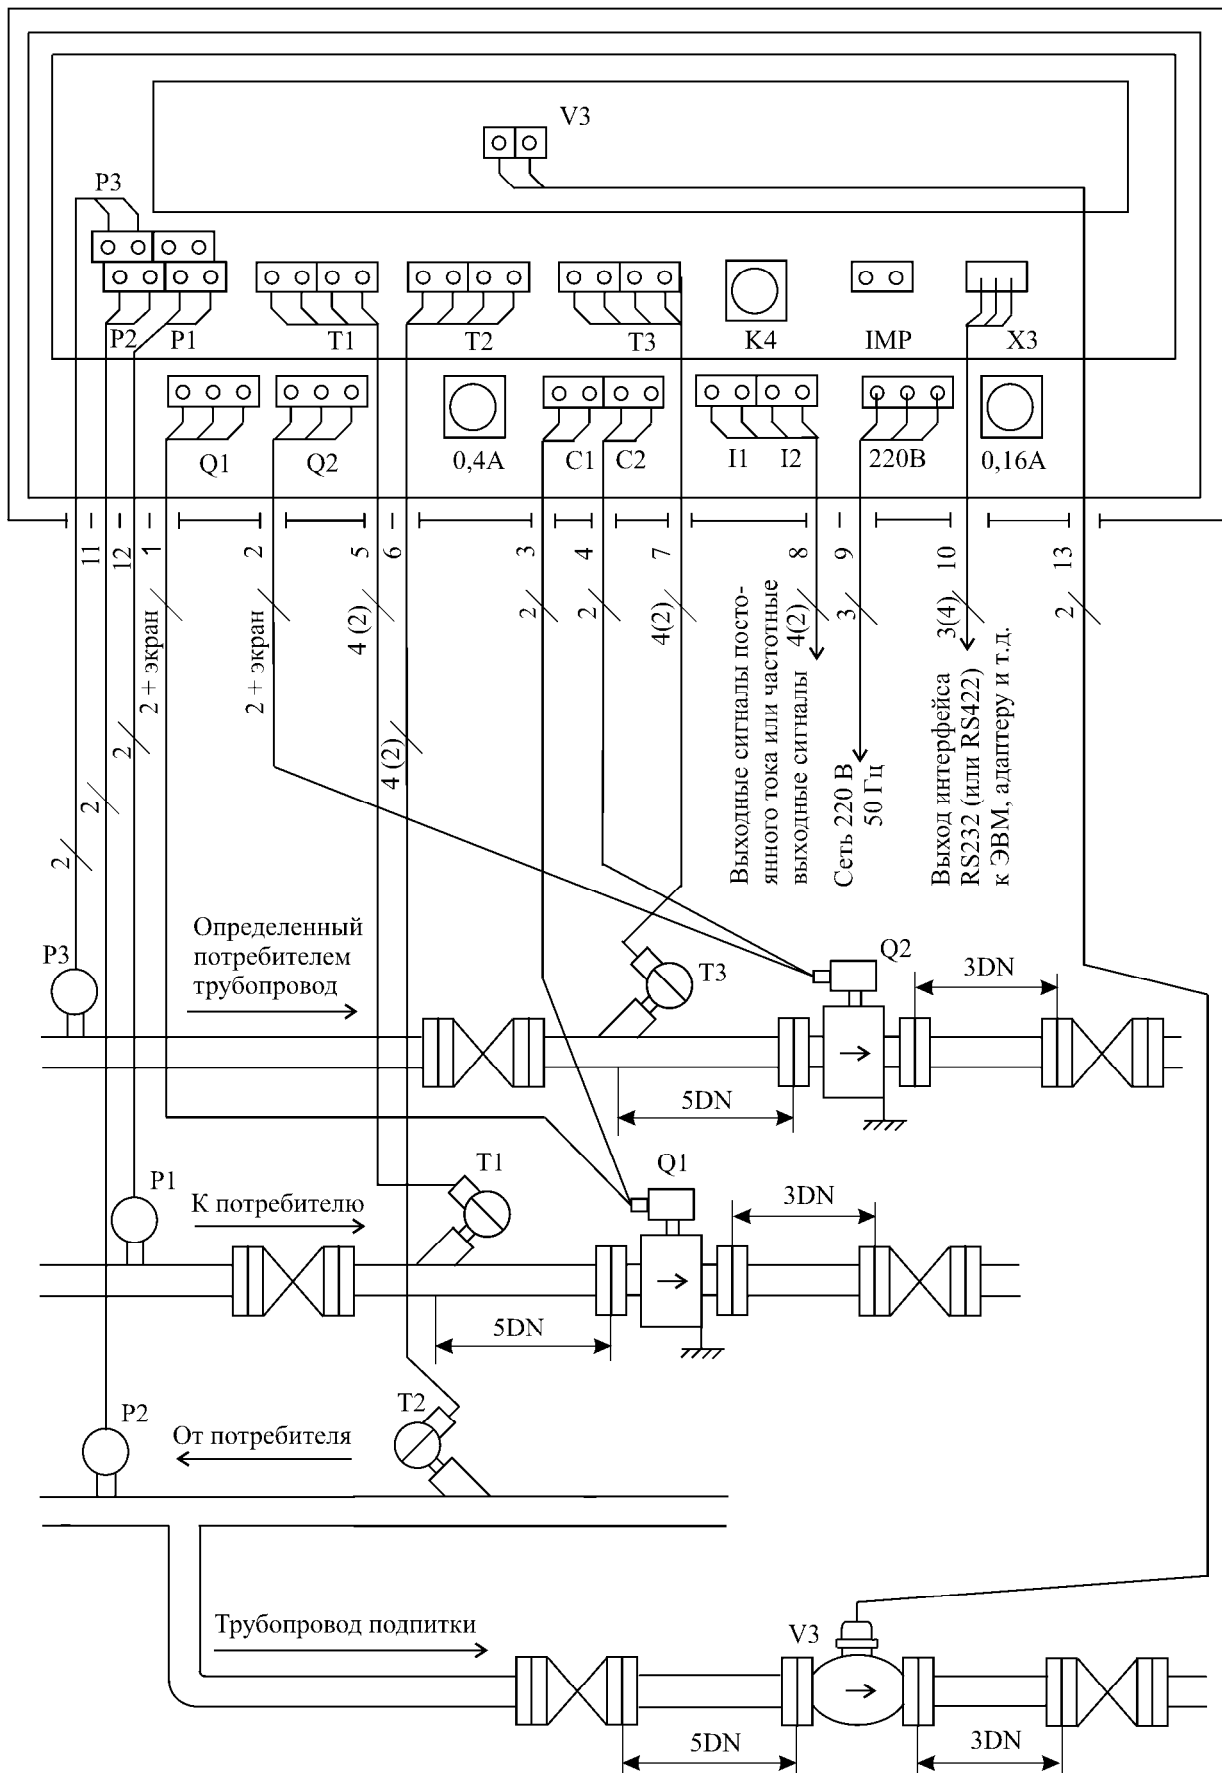 V3
P3
P2
P1
T1
T2
T3
K4
IMP
X3
Q1
Q2
0,4A
C1
C2
I1
I2
220В
0,16A
11
12
1
2
5
6
3
4
7
8
9
10
13
2
2
2
2 + экран
2 + экран
4 (2)
4 (2)
2
2
4(2)
4(2)
3
3(4)
2
Выходные сигналы посто-
янного тока или частотные
выходные сигналы
Сеть 220 В
50 Гц
Выход интерфейса
RS232 (или RS422)
к ЭВМ, адаптеру и т.д.
P3
Определенный
потребителем
трубопровод
T3
Q2
3DN
5DN
P1
К потребителю
T1
Q1
3DN
5DN
P2
От потребителя
T2
Трубопровод подпитки
V3
5DN
3DN